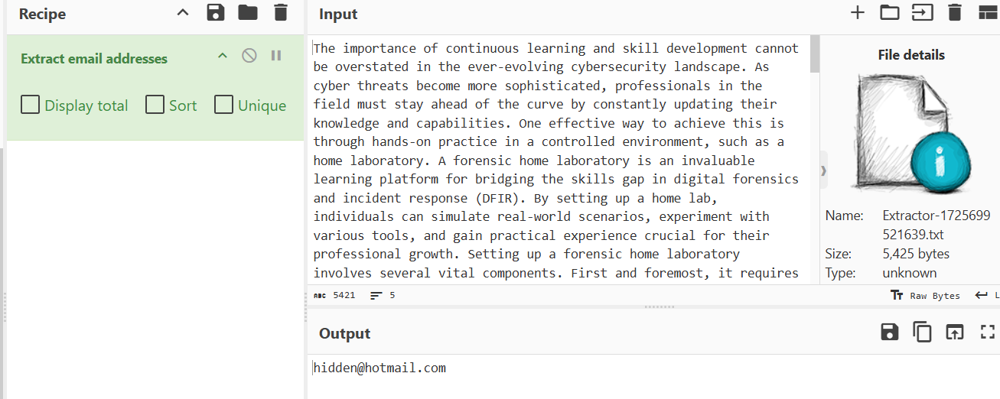 Recipe
Extract email addresses
Display total
Sort
Unique
Input
The importance of continuous learning and skill development cannot
be overstated in the ever-evolving cybersecurity landscape. As
cyber threats become more sophisticated, professionals in the
field must stay ahead of the curve by constantly updating their
knowledge and capabilities. One effective way to achieve this is
through hands-on practice in a controlled environment, such as a
home laboratory. A forensic home laboratory is an invaluable
learning platform for bridging the skills gap in digital forensics
and incident response (DFIR). By setting up a home lab,
individuals can simulate real-world scenarios, experiment with
various tools, and gain practical experience crucial for their
professional growth. Setting up a forensic home laboratory
involves several vital components. First and foremost, it requires
File details
i
Name: Extractor-1725699
521639.txt
Size: 5,425 bytes
Type: unknown
ABC 5421 5
TT Raw Bytes L
Output
hidden@hotmail.com